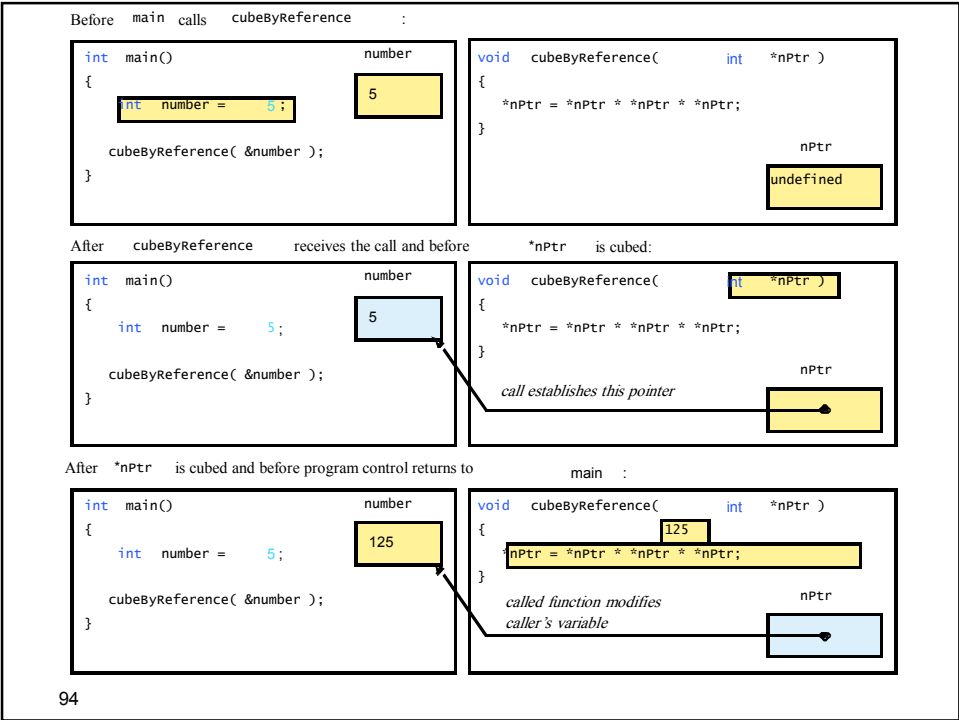 Before main calls cubeByReference :
int main()
{
int number = 5 ;
cubeByReference( &number );
}
number
5
void cubeByReference( int *nPtr )
{
*nPtr = *nPtr * *nPtr * *nPtr;
}
nPtr
undefined
After cubeByReference receives the call and before *nPtr is cubed:
int main()
{
int number = 5 ;
cubeByReference( &number );
}
number
5
void cubeByReference( int *nPtr )
{
*nPtr = *nPtr * *nPtr * *nPtr;
}
call establishes this pointer
nPtr
After *nPtr is cubed and before program control returns to main :
int main()
{
int number = 5 ;
cubeByReference( &number );
}
number
125
void cubeByReference( int *nPtr )
{
125
*nPtr = *nPtr * *nPtr * *nPtr;
}
called function modifies
caller's variable
nPtr
94